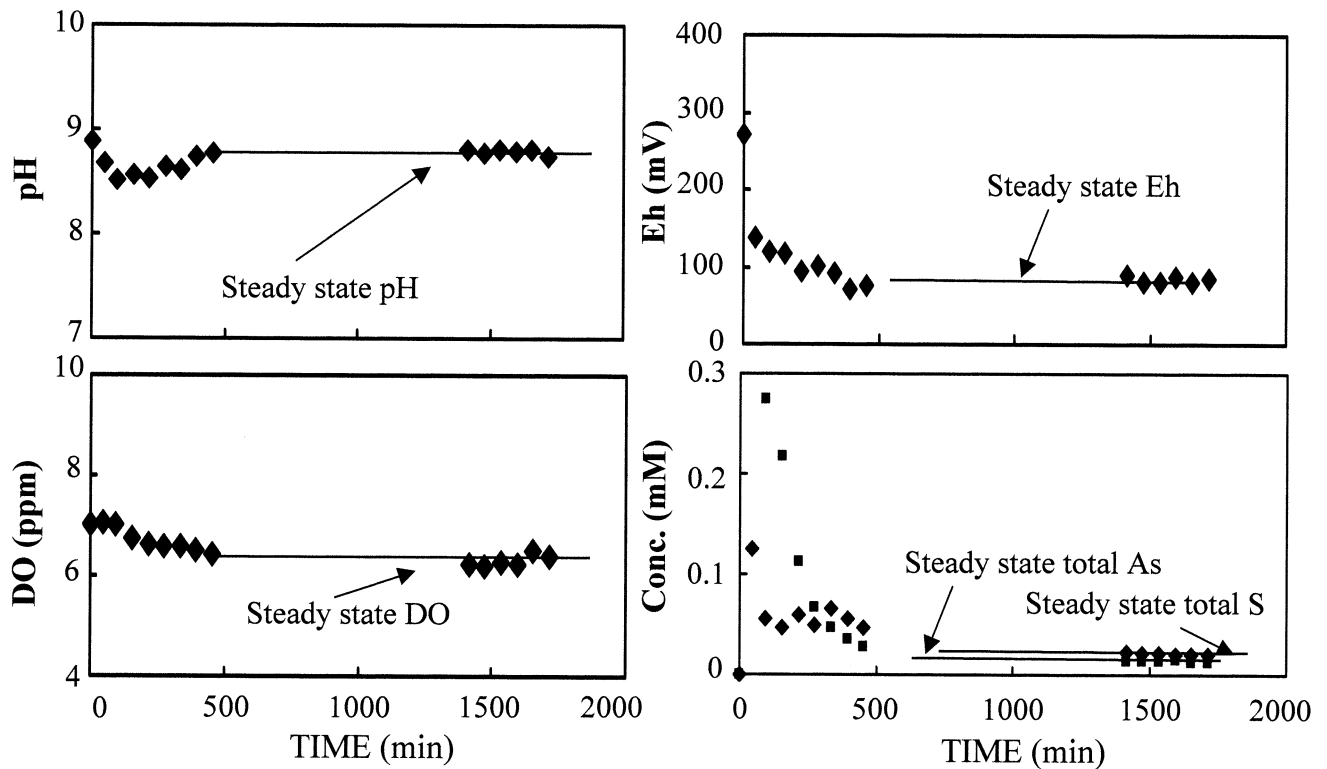 10
9
8
7
pH
Steady state pH
400
300
200
100
0
Eh (mV)
Steady state Eh
10
8
6
4
DO (ppm)
Steady state DO
0
500
1000
1500
2000
TIME (min)
0.3
0.2
0.1
0
Conc. (mM)
Steady state total As
Steady state total S
0
500
1000
1500
2000
TIME (min)